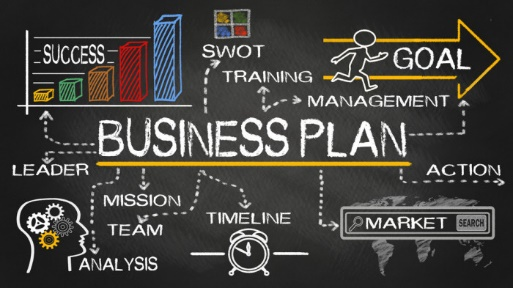 SUCCESS
SWOT
TRAINING
GOAL
MANAGEMENT
BUSINESS PLAN
LEADER
ACTION
MISSION
TEAM
TIMELINE
MARKET SEARCH
ANALYSIS